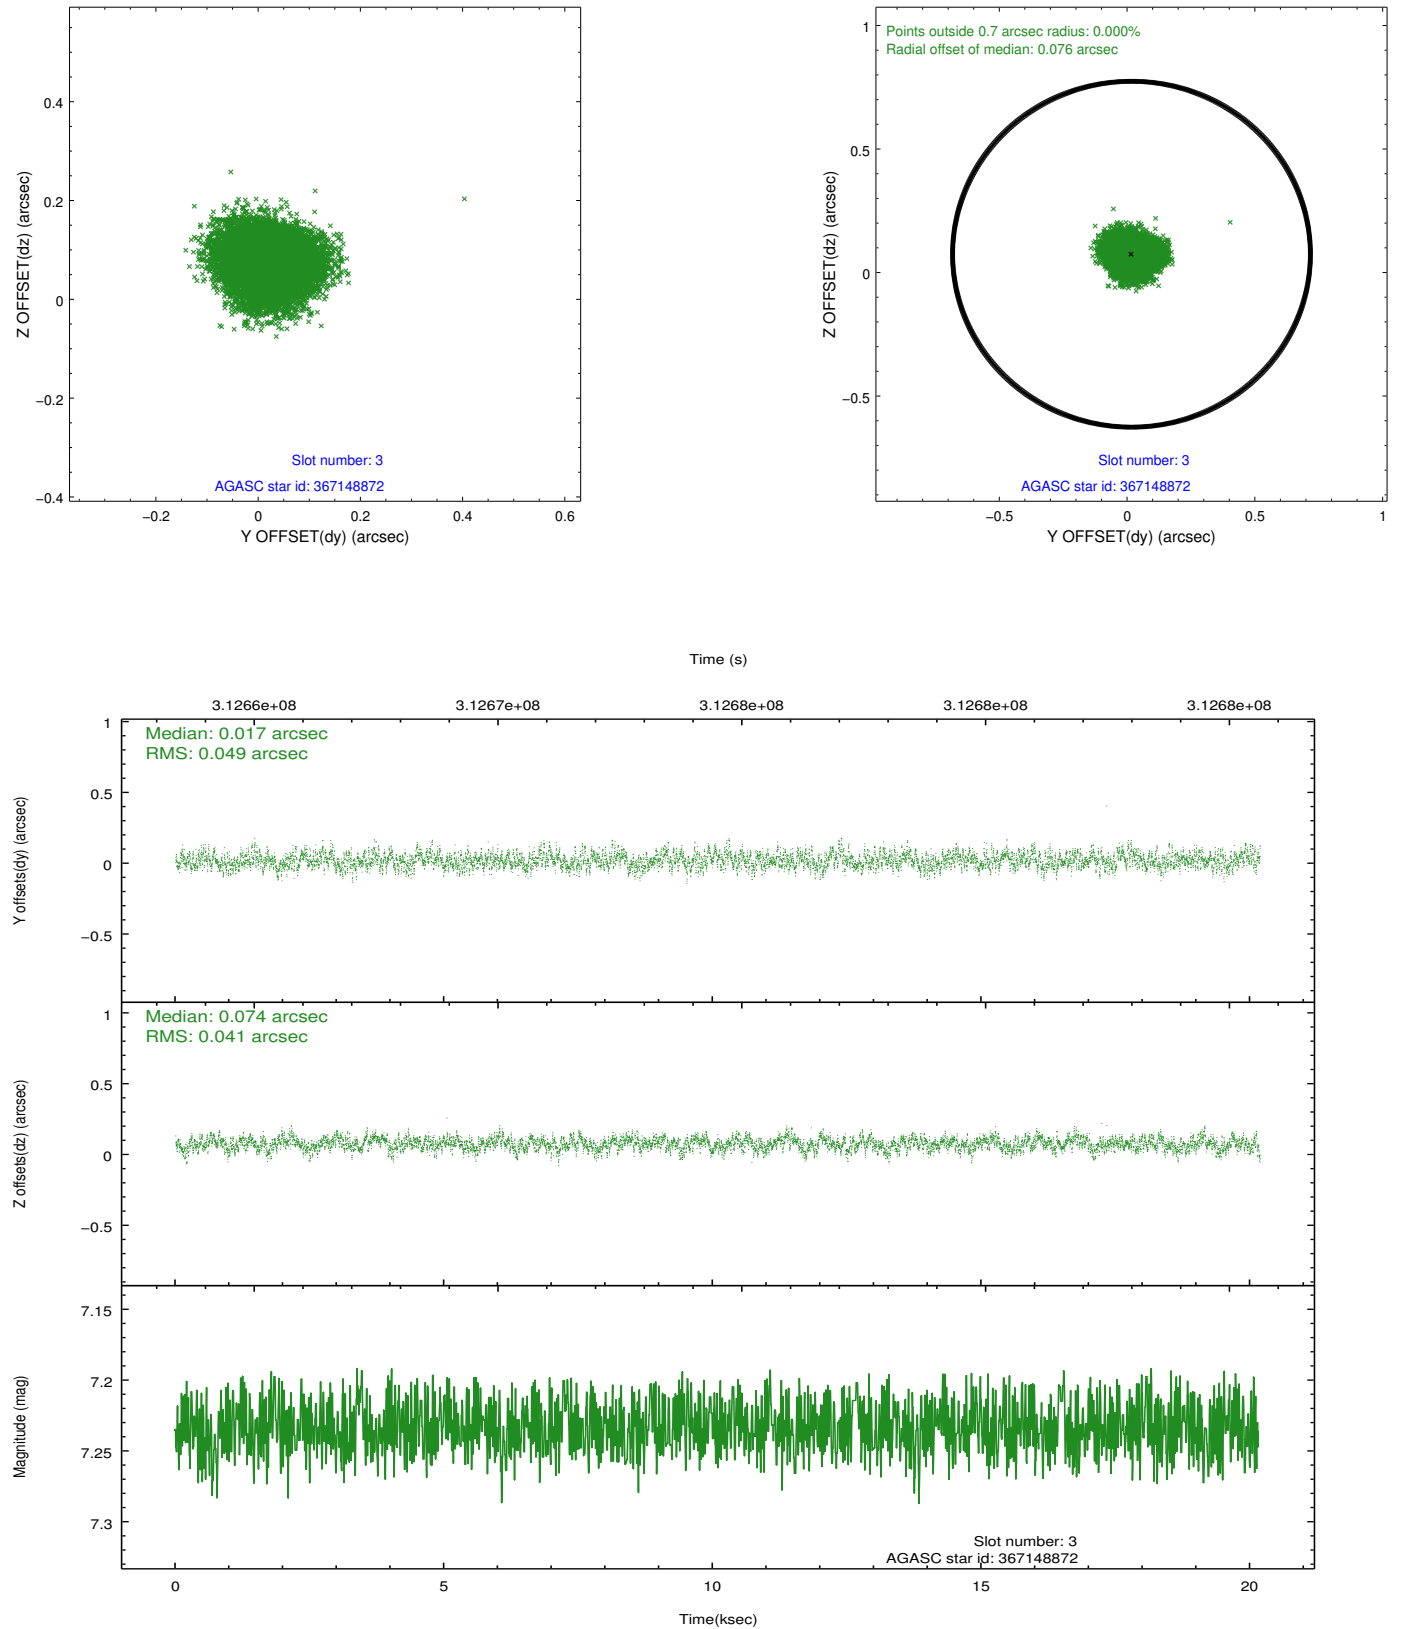 0.4
0.2
0
−0.2
−0.4
Z OFFSET(dz) (arcsec)
Slot number: 3
AGASC star id: 367148872
−0.2 0 0.2 0.4 0.6
Y OFFSET(dy) (arcsec)
Points outside 0.7 arcsec radius: 0.000%
Radial offset of median: 0.076 arcsec
1
0.5
0
−0.5
Z OFFSET(dz) (arcsec)
Slot number: 3
AGASC star id: 367148872
−0.5 0 0.5 1
Y OFFSET(dy) (arcsec)
Time (s)
3.1266e+08 3.1267e+08 3.1268e+08 3.1268e+08 3.1268e+08
Median: 0.017 arcsec
RMS: 0.049 arcsec
1
0.5
0
−0.5
Y offsets(dy) (arcsec)
Median: 0.074 arcsec
RMS: 0.041 arcsec
1
0.5
0
−0.5
Z offsets(dz) (arcsec)
7.15
7.2
7.25
7.3
Magnitude (mag)
Slot number: 3
AGASC star id: 367148872
0 5 10 15 20
Time(ksec)